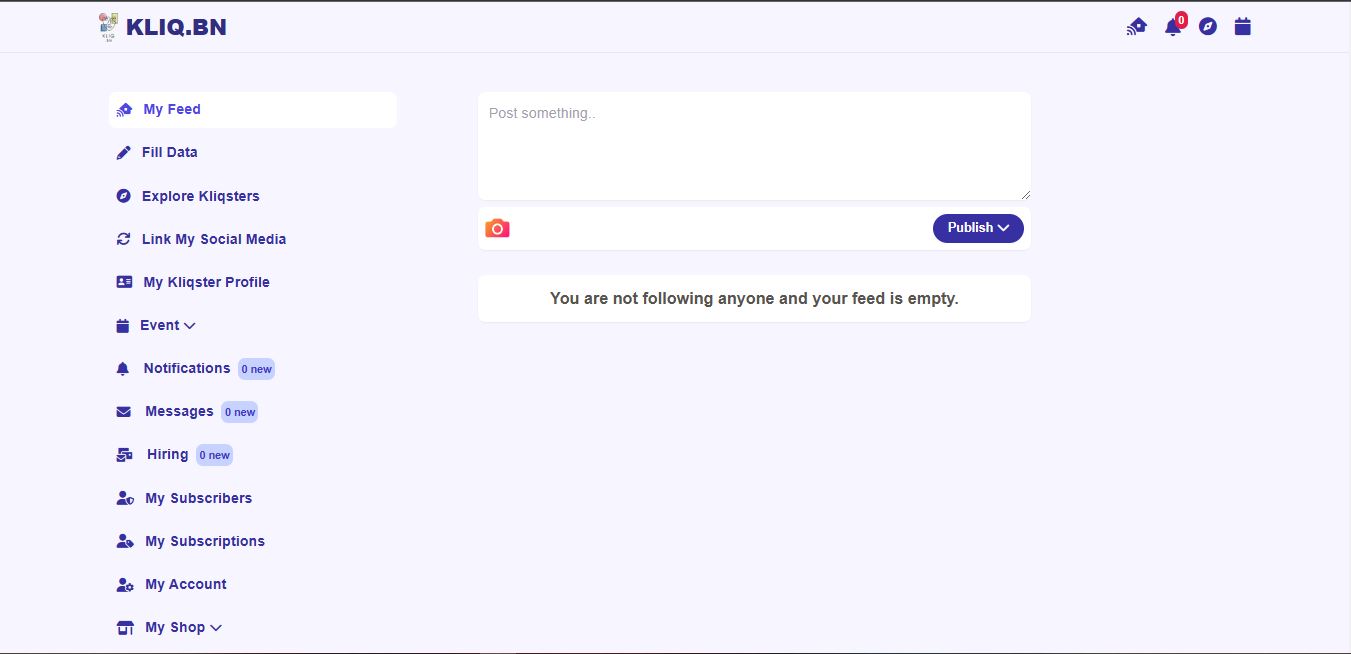 KLIQ.BN
0
My Feed
Fill Data
Explore Kliqsters
Link My Social Media
My Kliqster Profile
Event
Notifications 0 new
Messages 0 new
Hiring 0 new
My Subscribers
My Subscriptions
My Account
My Shop
Post something..
Publish
You are not following anyone and your feed is empty.